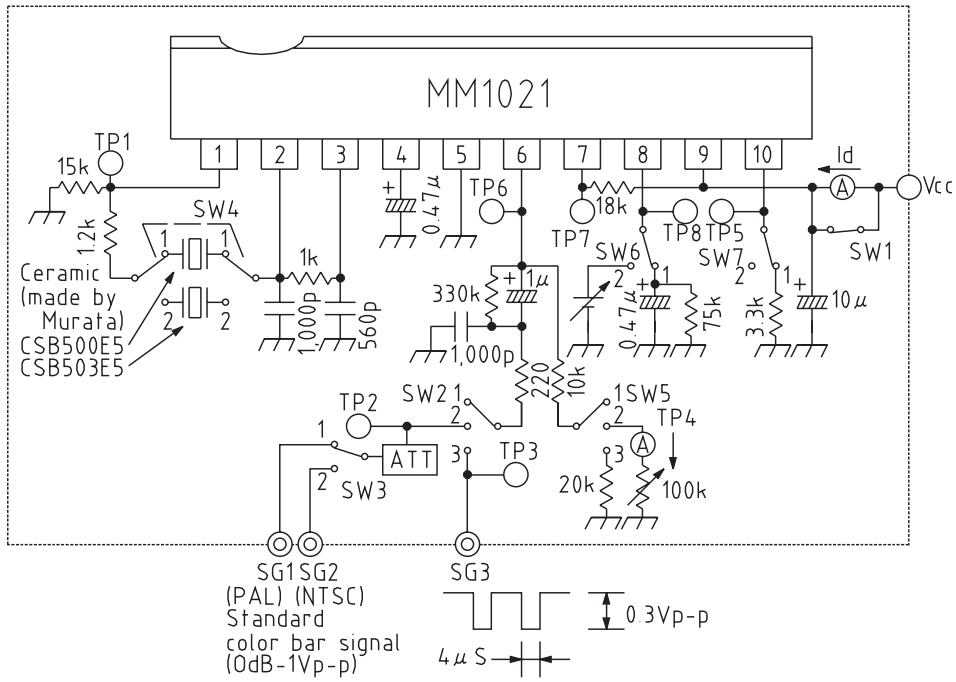 MM1021
1 2 3 4 5 6 7 8 9 10
TP1
15k
1.2k
SW4
1 1
2 2
Ceramic
(made by
Murata)
CSB500E5
CSB503E5
1k
1,000p
560p
+
0.47μ
TP6
330k
+
1μ
1,000p
220
10k
TP7
18k
TP8
TP5
SW6
2
1
+
0.47μ
75k
SW7
2
1
3.3k
Id
A
Vcc
SW1
+
10μ
TP2
SW2
1
2
3
TP3
1
2
SW3
ATT
1
SW5
2
3
TP4
A
20k
100k
SG1
SG2
SG3
(PAL) (NTSC)
Standard
color bar signal
(0dB-1Vp-p)
0.3Vp-p
4μS